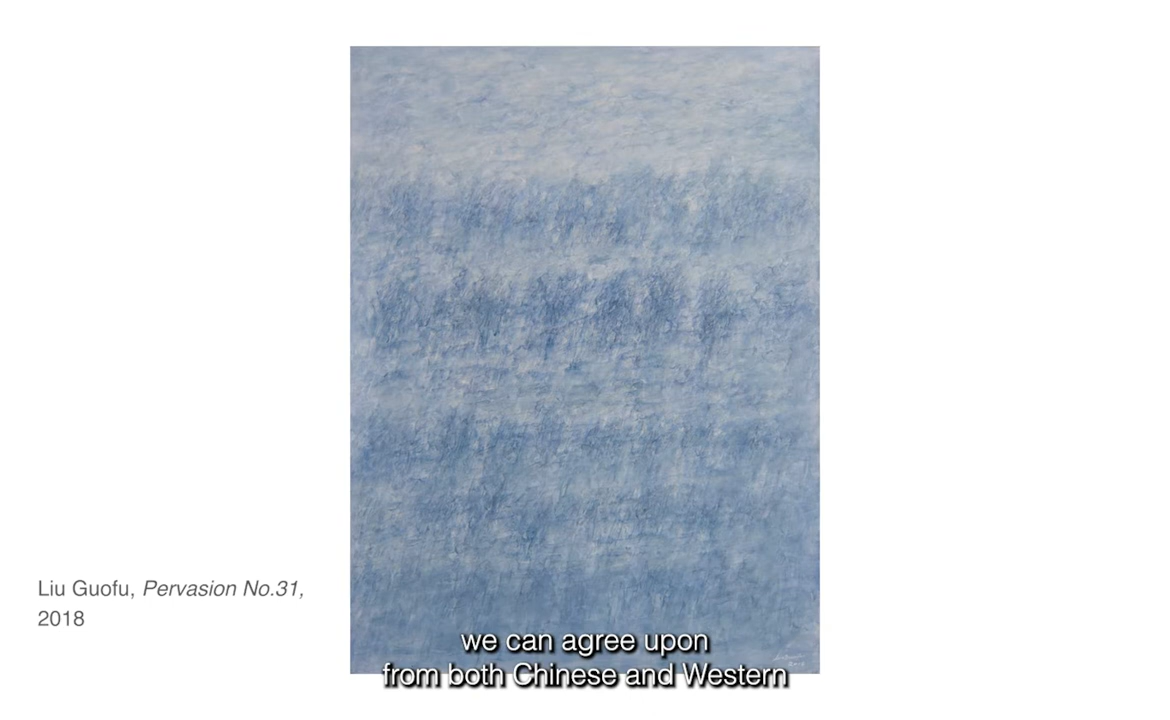 Liu Guofu, Pervasion No.31,
2018
we can agree upon
from both Chinese and Western